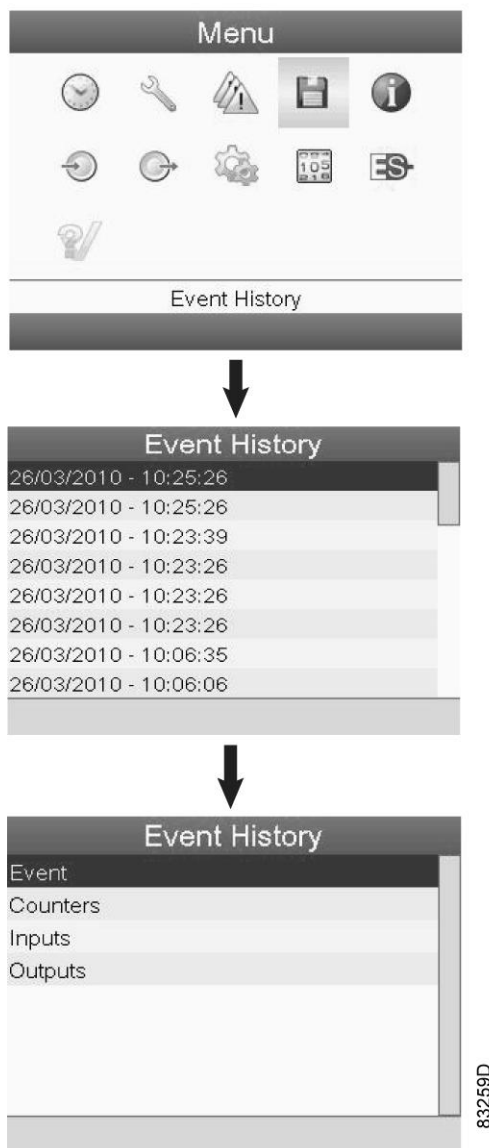 Menu
105
ES
Event History
Event History
26/03/2010 - 10:25:26
26/03/2010 - 10:25:26
26/03/2010 - 10:23:39
26/03/2010 - 10:23:26
26/03/2010 - 10:23:26
26/03/2010 - 10:23:26
26/03/2010 - 10:06:35
26/03/2010 - 10:06:06
Event History
Event
Counters
Inputs
Outputs
83259D